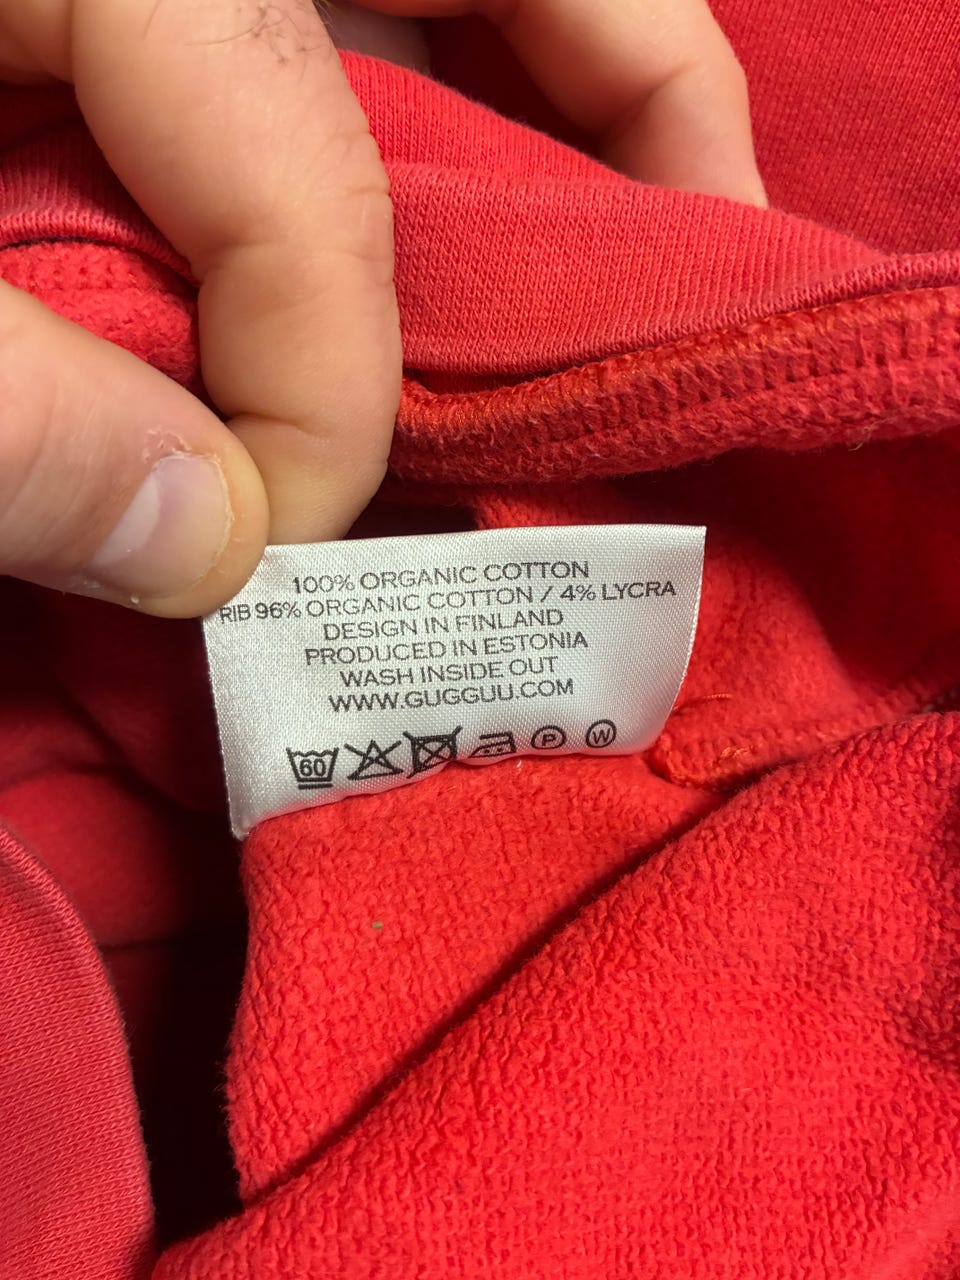 100% ORGANIC COTTON
RIB 96% ORGANIC COTTON / 4% LYCRA
DESIGN IN FINLAND
PRODUCED IN ESTONIA
WASH INSIDE OUT
WWW.GUGGUU.COM
60 P W